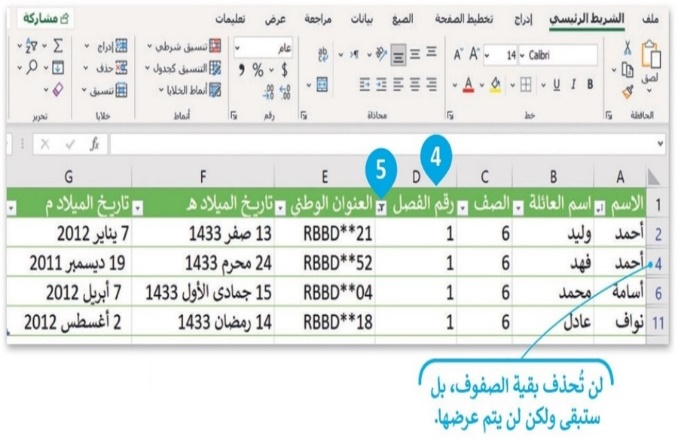 ملف الشريط الرئيسي إدراج تخطيط الصفحة الصيغ بيانات مراجعة عرض تعليمات مشاركة
لصق
Calibri 14 A A
B I U A
ab
عام
$ % 9
.00 .0
تنسيق شرطي
التنسيق كجدول
أنماط الخلايا
إدراج
حذف
تنسيق
الحافظة خط محاذاة رقم أنماط خلايا تحرير
fx
4
5
A B C D E F G
1 الاسم اسم العائلة الصف رقم الفصل العنوان الوطني تاريخ الميلاد هـ تاريخ الميلاد م
2 أحمد وليد 6 1 RBBD**21 13 صفر 1433 7 يناير 2012
4 أحمد فهد 6 1 RBBD**52 24 محرم 1433 19 ديسمبر 2011
6 أسامة محمد 6 1 RBBD**04 15 جمادى الأول 1433 7 أبريل 2012
11 نواف عادل 6 1 RBBD**18 14 رمضان 1433 2 أغسطس 2012
لن تُحذف بقية الصفوف، بل
ستبقى ولكن لن يتم عرضها.